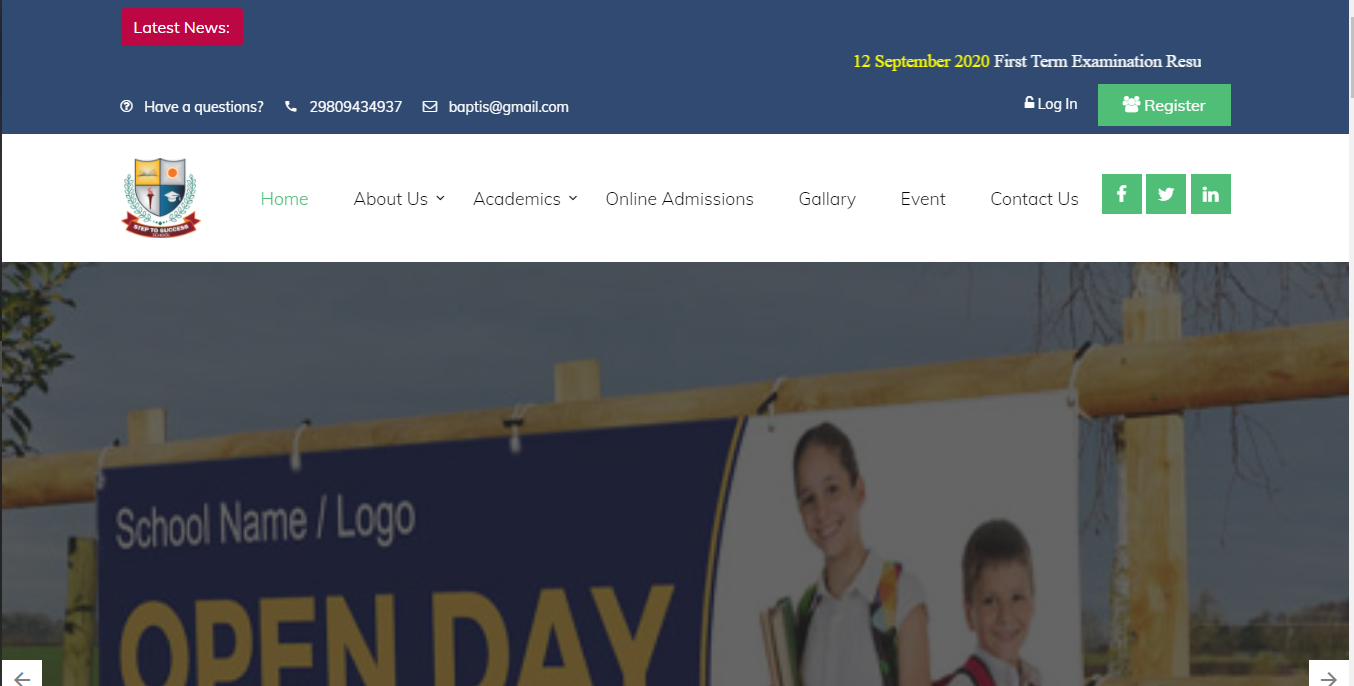 Latest News:
12 September 2020 First Term Examination Resu
Have a questions? 29809434937 baptis@gmail.com
Log In Register
STEP TO SUCCESS
SCHOOL
Home About Us Academics Online Admissions Gallary Event Contact Us
School Name / Logo
OPEN DAY